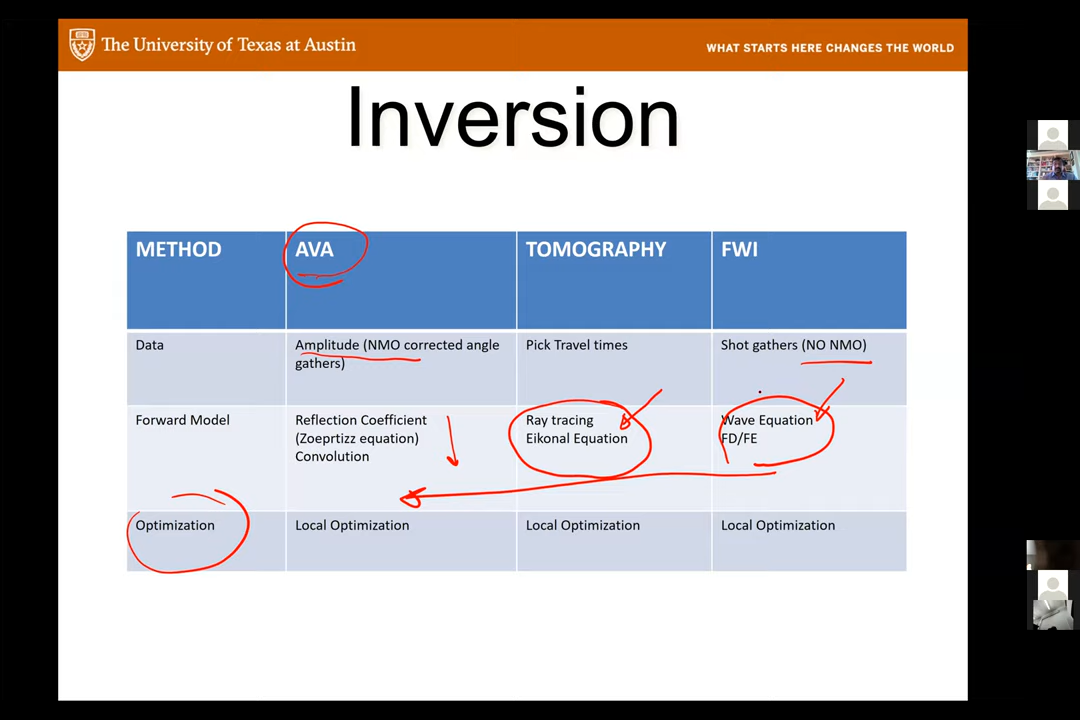 The University of Texas at Austin
WHAT STARTS HERE CHANGES THE WORLD
Inversion
METHOD
AVA
TOMOGRAPHY
FWI
Data
Amplitude (NMO corrected angle
gathers)
Pick Travel times
Shot gathers (NO NMO)
Forward Model
Reflection Coefficient
(Zoeprtizz equation)
Convolution
Ray tracing
Eikonal Equation
Wave Equation
FD/FE
Optimization
Local Optimization
Local Optimization
Local Optimization